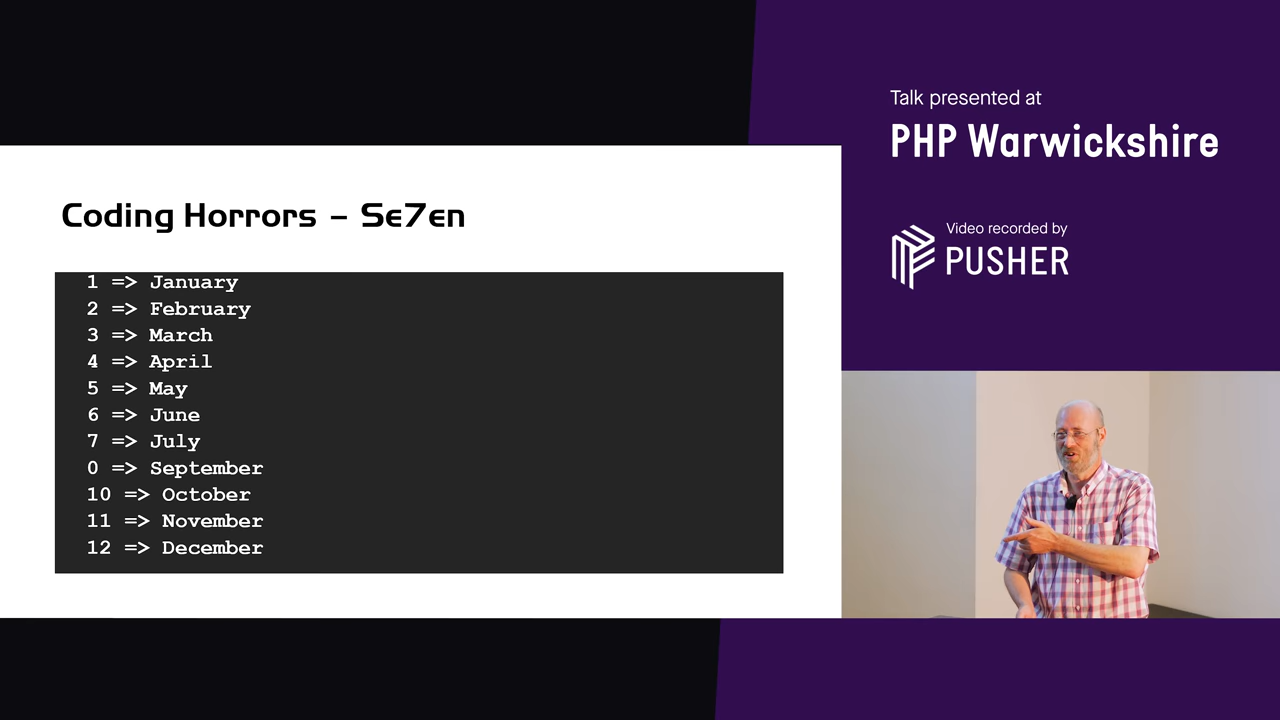 Talk presented at
PHP Warwickshire
Video recorded by
PUSHER
Coding Horrors – Se7en
1 => January
2 => February
3 => March
4 => April
5 => May
6 => June
7 => July
0 => September
10 => October
11 => November
12 => December